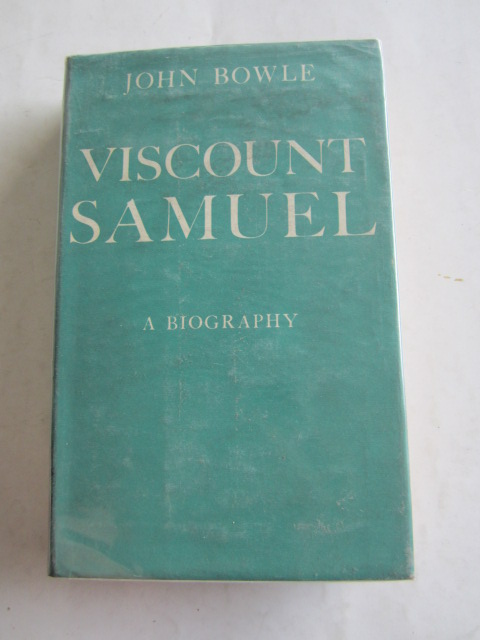 JOHN BOWLE
VISCOUNT
SAMUEL
A BIOGRAPHY